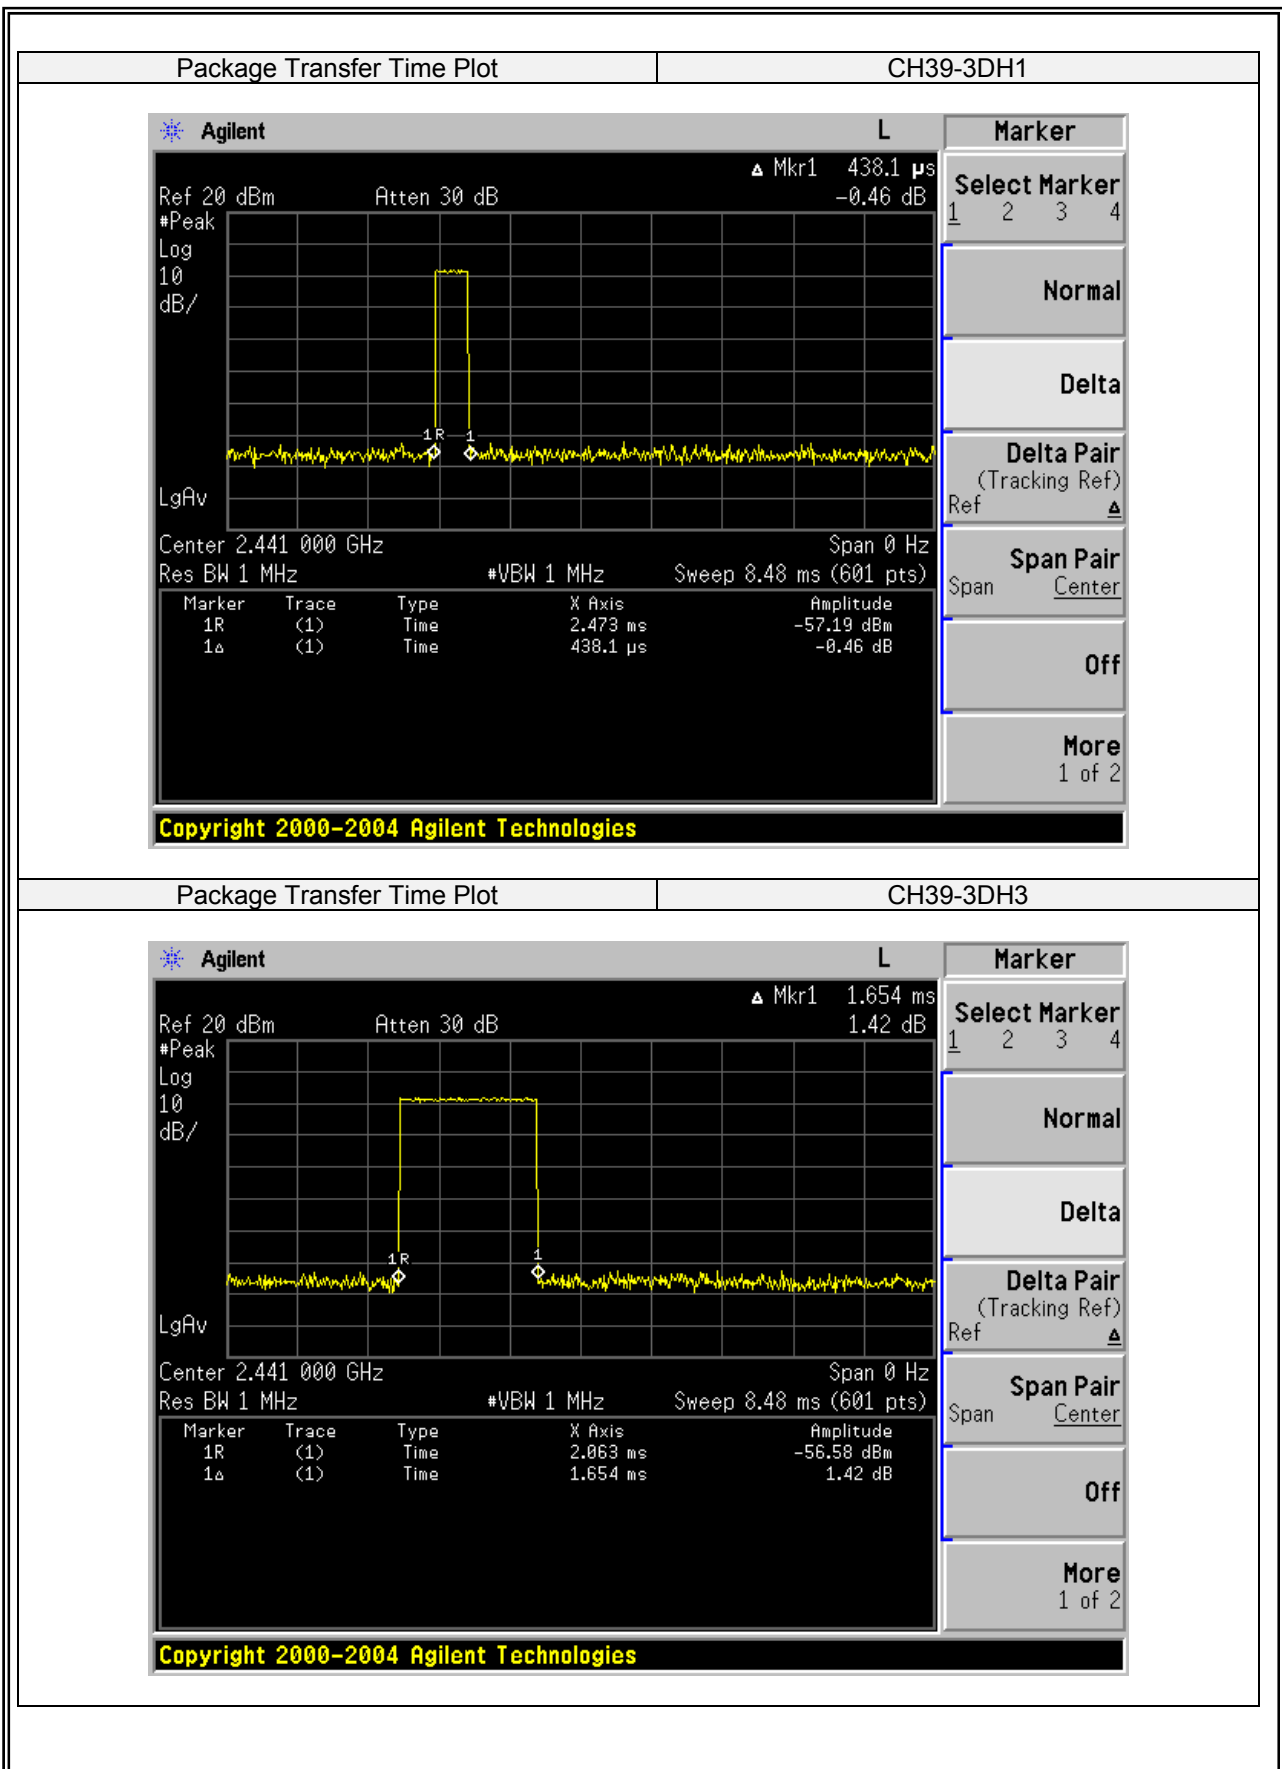 Package Transfer Time Plot CH39-3DH1
Agilent L Marker
Δ Mkr1 438.1 µs
Ref 20 dBm Atten 30 dB -0.46 dB
#Peak
Log
10
dB/
1R 1
LgAv
Center 2.441 000 GHz Span 0 Hz
Res BW 1 MHz #VBW 1 MHz Sweep 8.48 ms (601 pts)
Marker Trace Type X Axis Amplitude
1R (1) Time 2.473 ms -57.19 dBm
1Δ (1) Time 438.1 µs -0.46 dB
Select Marker
1 2 3 4
Normal
Delta
Delta Pair
(Tracking Ref)
Ref Δ
Span Pair
Span Center
Off
More
1 of 2
Copyright 2000-2004 Agilent Technologies
Package Transfer Time Plot CH39-3DH3
Agilent L Marker
Δ Mkr1 1.654 ms
Ref 20 dBm Atten 30 dB 1.42 dB
#Peak
Log
10
dB/
1R 1
LgAv
Center 2.441 000 GHz Span 0 Hz
Res BW 1 MHz #VBW 1 MHz Sweep 8.48 ms (601 pts)
Marker Trace Type X Axis Amplitude
1R (1) Time 2.063 ms -56.58 dBm
1Δ (1) Time 1.654 ms 1.42 dB
Select Marker
1 2 3 4
Normal
Delta
Delta Pair
(Tracking Ref)
Ref Δ
Span Pair
Span Center
Off
More
1 of 2
Copyright 2000-2004 Agilent Technologies